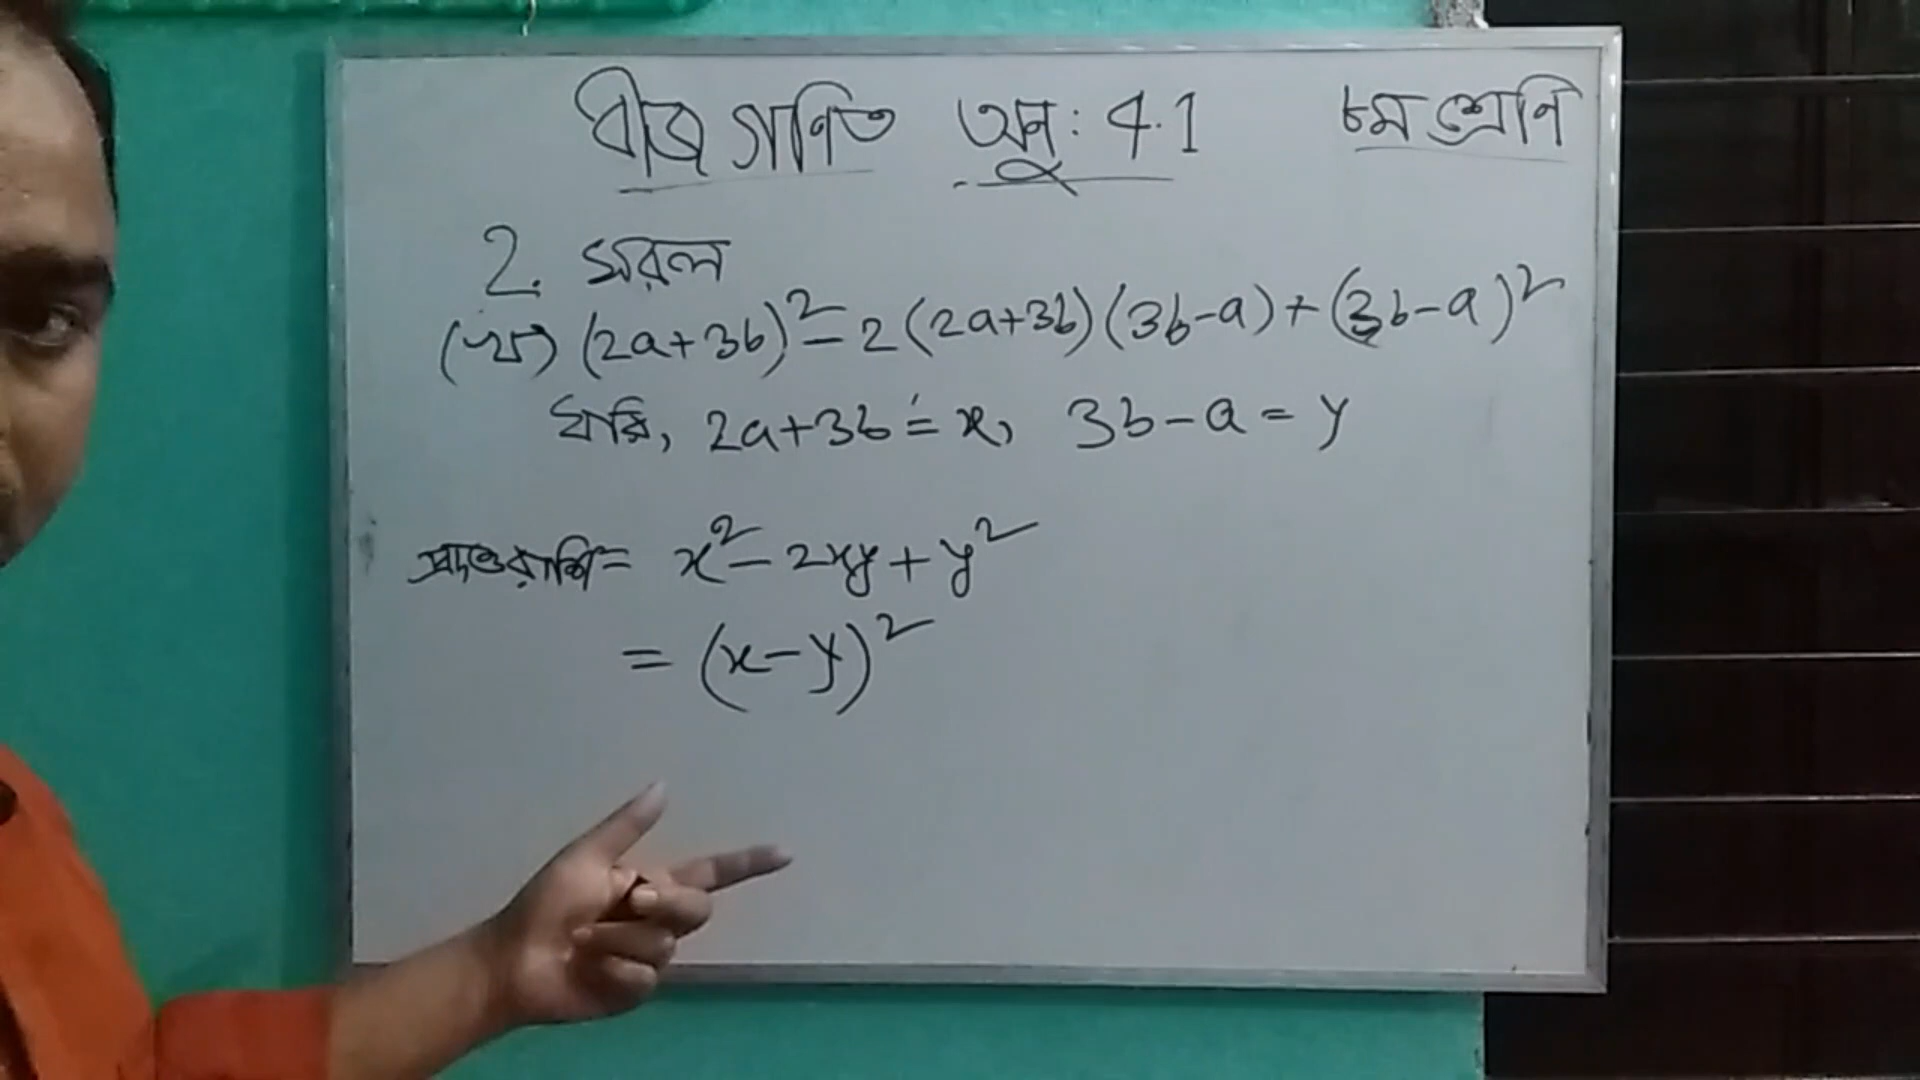 বীজ গণিত অনু: 4.1 ৮ম শ্রেণি
2. সরল
(খ) (2a+3b)²-2(2a+3b)(3b-a)+(3b-a)²
ধরি, 2a+3b=x, 3b-a=y
প্রদত্তরাশি= x²-2xy+y²
= (x-y)²